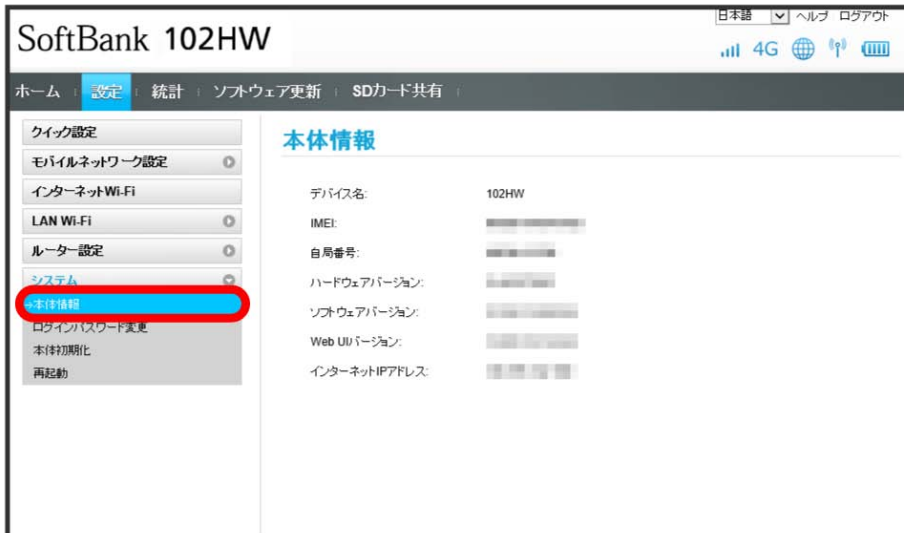 日本語 ヘルプ ログアウト
SoftBank 102HW
4G
ホーム 設定 統計 ソフトウェア更新 SDカード共有
クイック設定
モバイルネットワーク設定
インターネットWi-Fi
LAN Wi-Fi
ルーター設定
システム
本体情報
ログインパスワード変更
本体初期化
再起動
本体情報
デバイス名: 102HW
IMEI:
自局番号:
ハードウェアバージョン:
ソフトウェアバージョン:
Web UIバージョン:
インターネットIPアドレス: